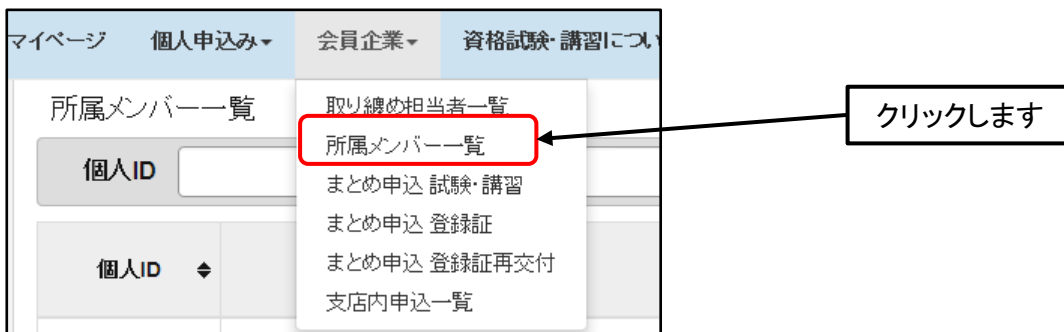 マイページ 個人申込み▾ 会員企業▾ 資格試験・講習につい
所属メンバー一覧
取り纏め担当者一覧
クリックします
所属メンバー一覧
個人ID
まとめ申込 試験・講習
まとめ申込 登録証
個人ID
まとめ申込 登録証再交付
支店内申込一覧